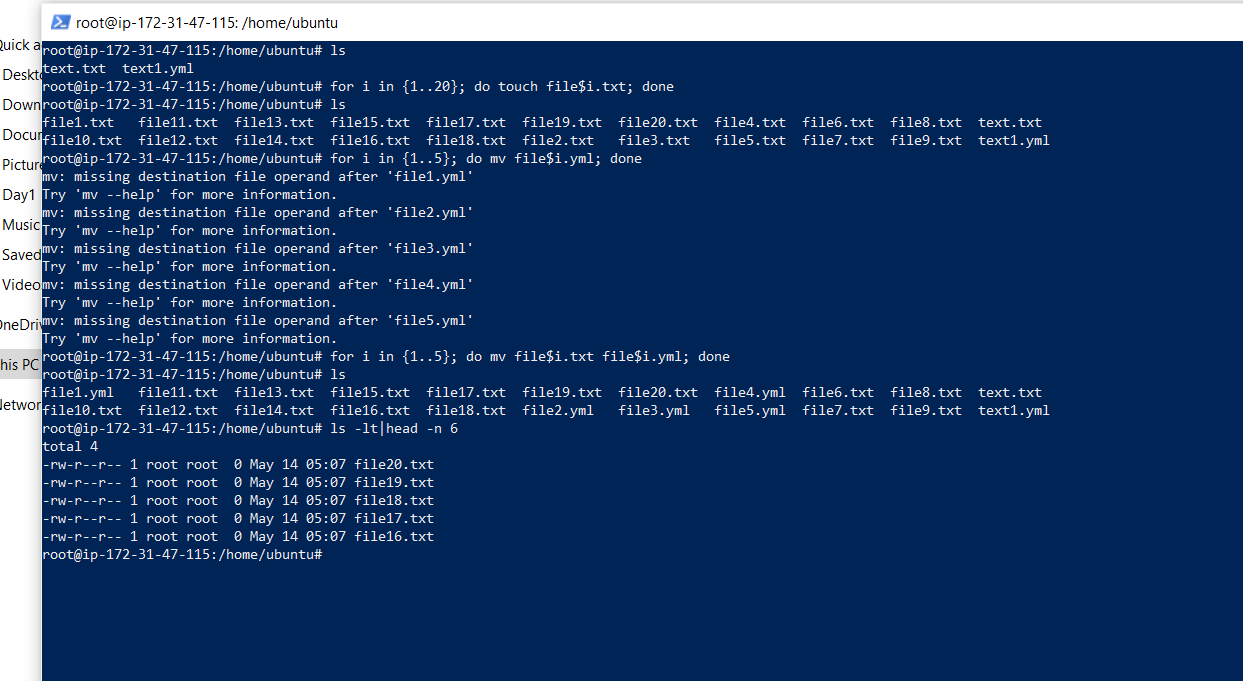 root@ip-172-31-47-115: /home/ubuntu
Quick a
Deskto
Down
Docum
Picture
Day1
Music
Saved
Video
OneDriv
This PC
Networ
root@ip-172-31-47-115:/home/ubuntu# ls
text.txt  text1.yml
root@ip-172-31-47-115:/home/ubuntu# for i in {1..20}; do touch file$i.txt; done
root@ip-172-31-47-115:/home/ubuntu# ls
file1.txt   file11.txt  file13.txt  file15.txt  file17.txt  file19.txt  file20.txt  file4.txt  file6.txt  file8.txt  text.txt
file10.txt  file12.txt  file14.txt  file16.txt  file18.txt  file2.txt   file3.txt   file5.txt  file7.txt  file9.txt  text1.yml
root@ip-172-31-47-115:/home/ubuntu# for i in {1..5}; do mv file$i.yml; done
mv: missing destination file operand after 'file1.yml'
Try 'mv --help' for more information.
mv: missing destination file operand after 'file2.yml'
Try 'mv --help' for more information.
mv: missing destination file operand after 'file3.yml'
Try 'mv --help' for more information.
mv: missing destination file operand after 'file4.yml'
Try 'mv --help' for more information.
mv: missing destination file operand after 'file5.yml'
Try 'mv --help' for more information.
root@ip-172-31-47-115:/home/ubuntu# for i in {1..5}; do mv file$i.txt file$i.yml; done
root@ip-172-31-47-115:/home/ubuntu# ls
file1.yml   file11.txt  file13.txt  file15.txt  file17.txt  file19.txt  file20.txt  file4.yml  file6.txt  file8.txt  text.txt
file10.txt  file12.txt  file14.txt  file16.txt  file18.txt  file2.yml   file3.yml   file5.yml  file7.txt  file9.txt  text1.yml
root@ip-172-31-47-115:/home/ubuntu# ls -lt|head -n 6
total 4
-rw-r--r-- 1 root root  0 May 14 05:07 file20.txt
-rw-r--r-- 1 root root  0 May 14 05:07 file19.txt
-rw-r--r-- 1 root root  0 May 14 05:07 file18.txt
-rw-r--r-- 1 root root  0 May 14 05:07 file17.txt
-rw-r--r-- 1 root root  0 May 14 05:07 file16.txt
root@ip-172-31-47-115:/home/ubuntu#